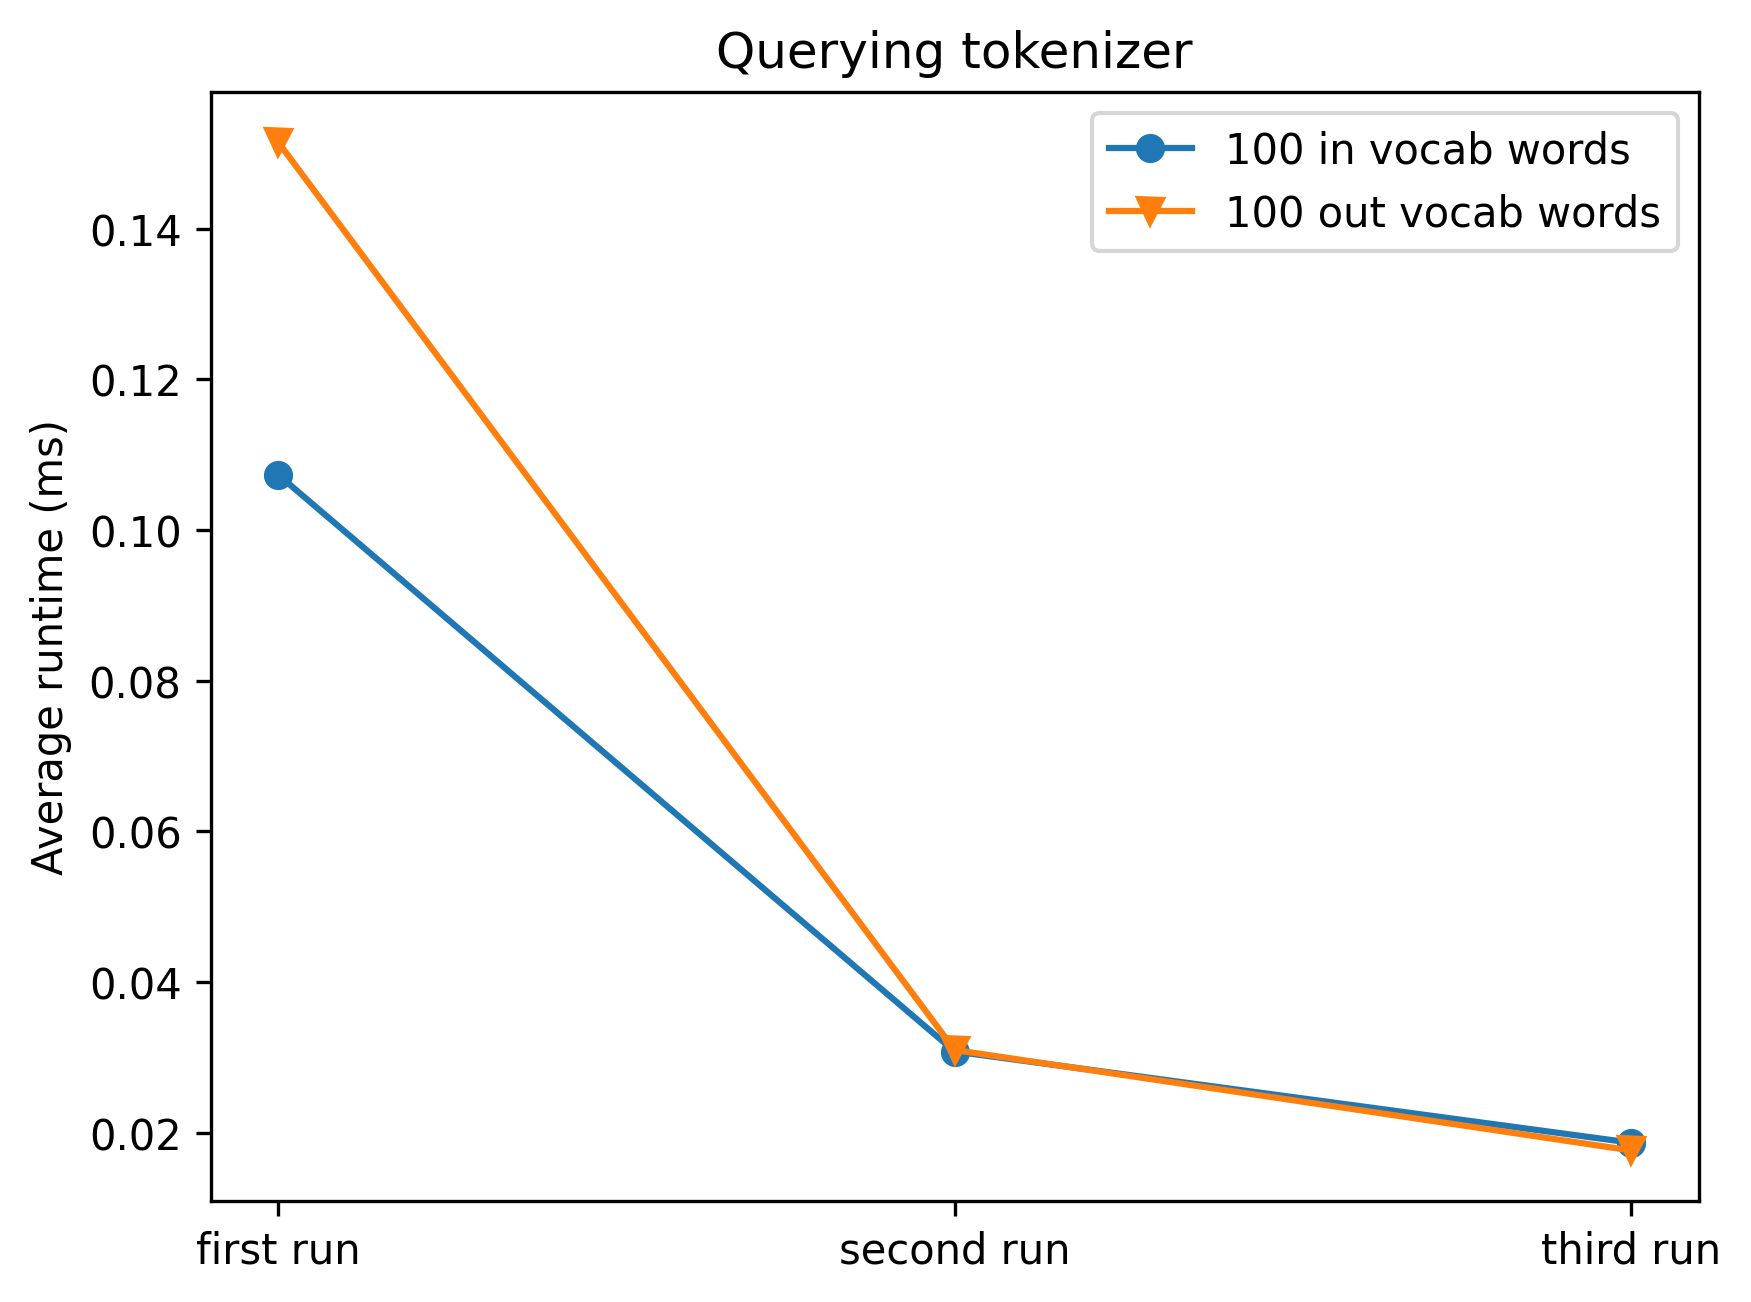 Querying tokenizer
100 in vocab words
100 out vocab words
Average runtime (ms)
0.14
0.12
0.10
0.08
0.06
0.04
0.02
first run
second run
third run